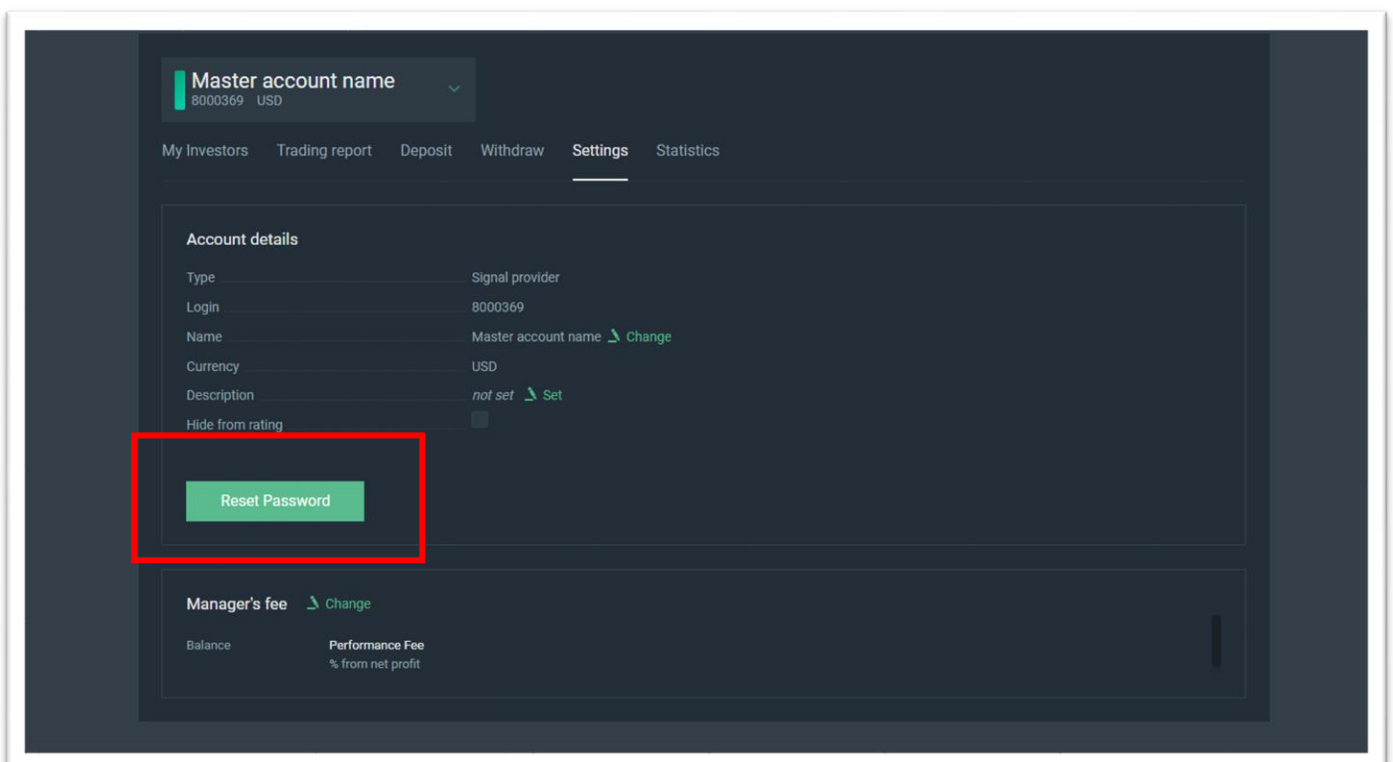 Master account name
8000369 USD
My Investors Trading report Deposit Withdraw Settings Statistics
Account details
Type Signal provider
Login 8000369
Name Master account name Change
Currency USD
Description not set Set
Hide from rating
Reset Password
Manager's fee Change
Balance Performance Fee
% from net profit